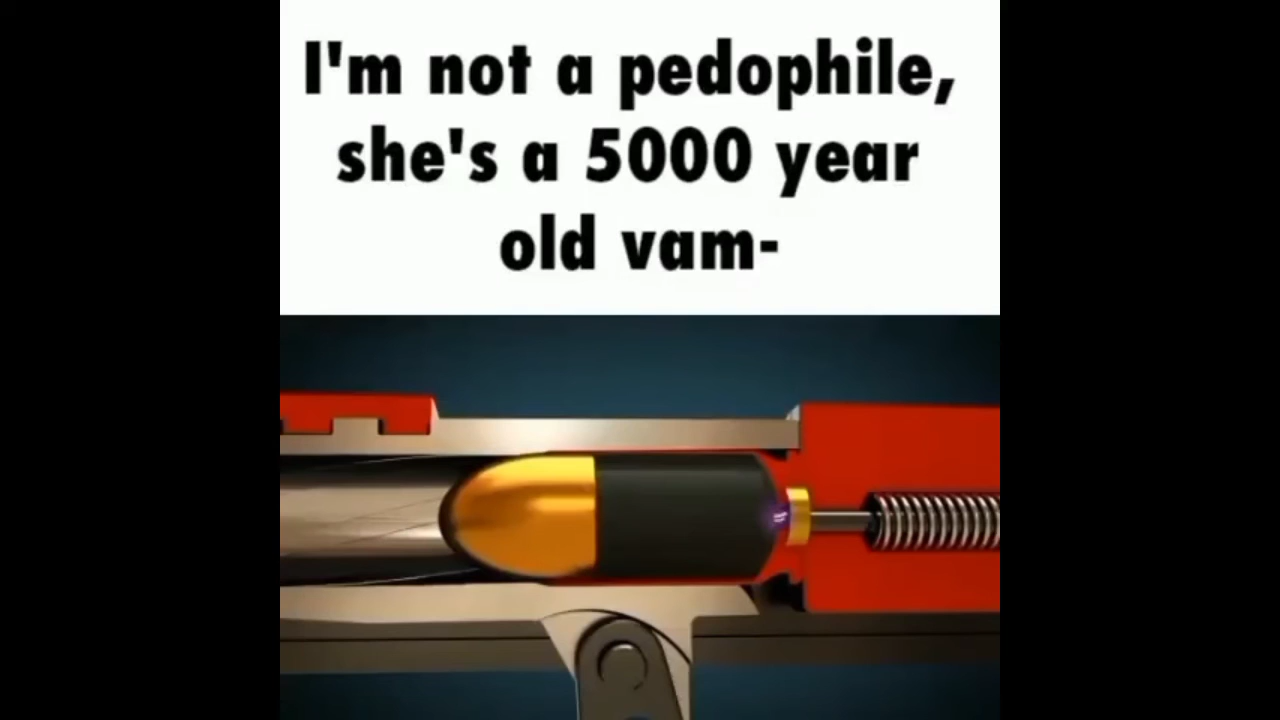 I'm not a pedophile,
she's a 5000 year
old vam-